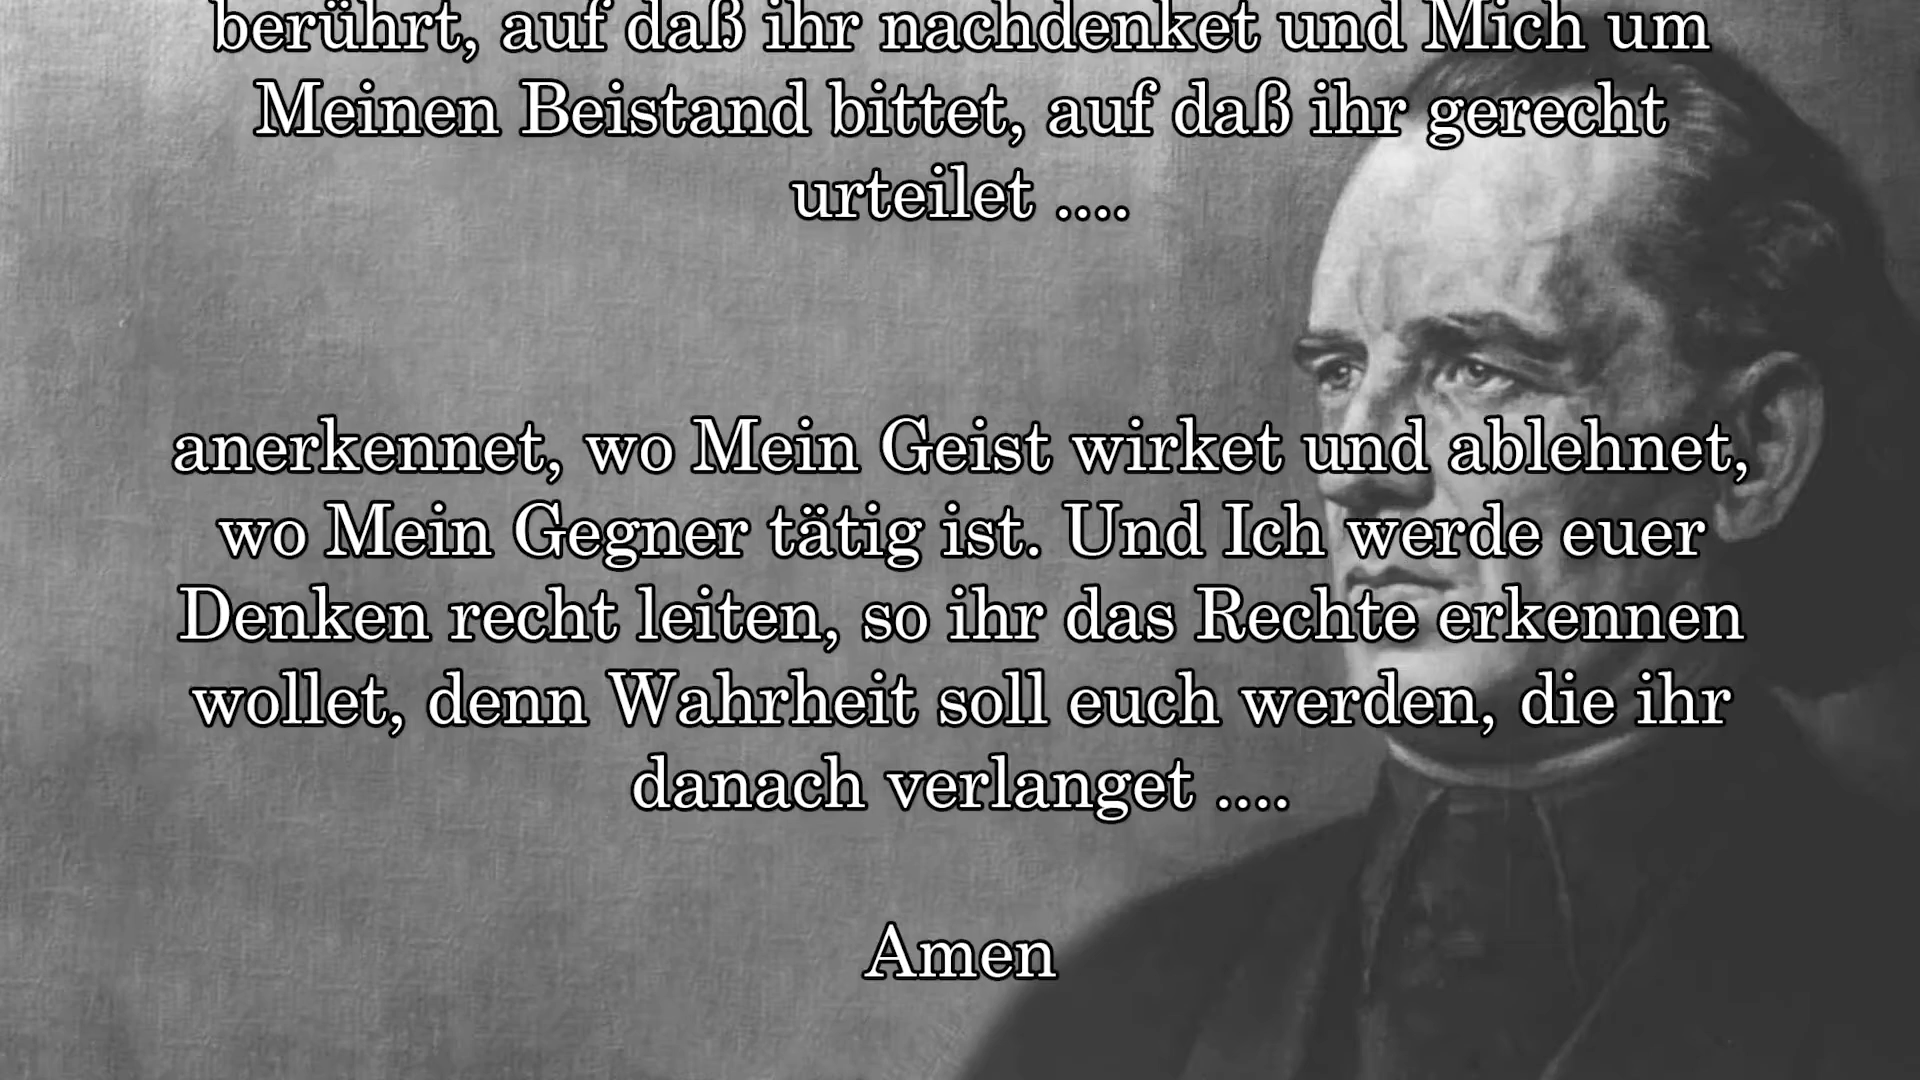 berührt, auf daß ihr nachdenket und Mich um
Meinen Beistand bittet, auf daß ihr gerecht
urteilet ....
anerkennet, wo Mein Geist wirket und ablehnet,
wo Mein Gegner tätig ist. Und Ich werde euer
Denken recht leiten, so ihr das Rechte erkennen
wollet, denn Wahrheit soll euch werden, die ihr
danach verlanget ....
Amen